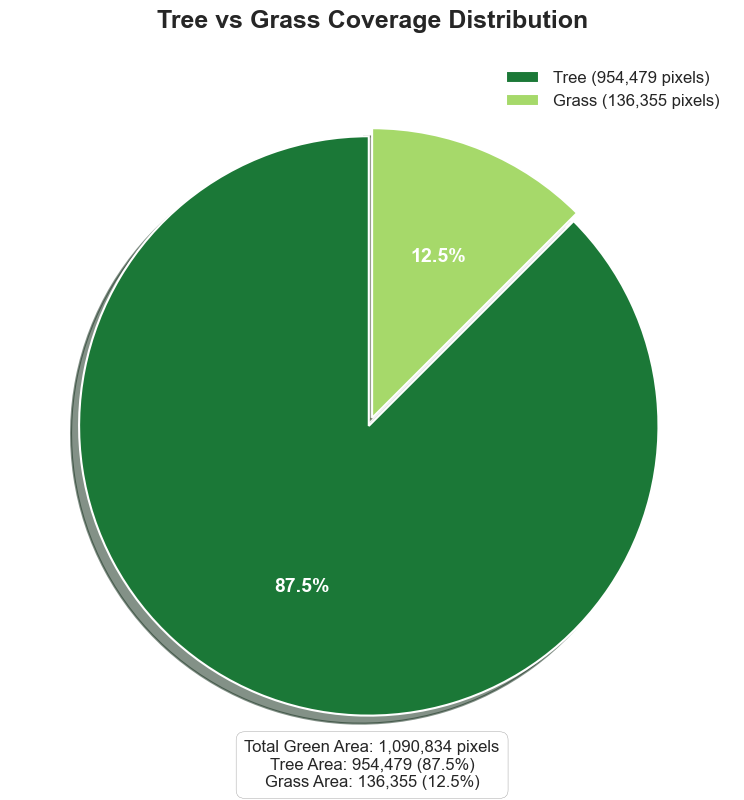 Tree vs Grass Coverage Distribution
Tree (954,479 pixels)
Grass (136,355 pixels)
12.5%
87.5%
Total Green Area: 1,090,834 pixels
Tree Area: 954,479 (87.5%)
Grass Area: 136,355 (12.5%)